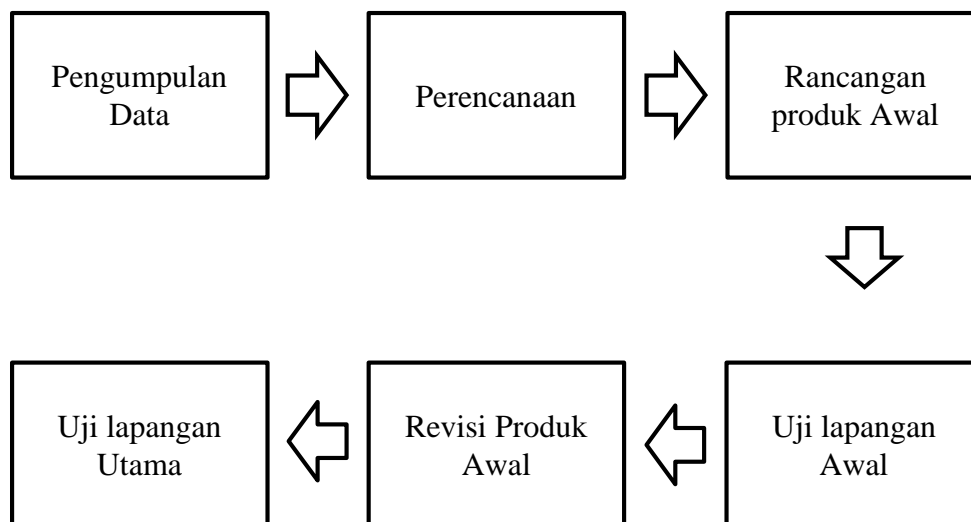 Pengumpulan
Data
Perencanaan
Rancangan
produk Awal
Uji lapangan
Utama
Revisi Produk
Awal
Uji lapangan
Awal